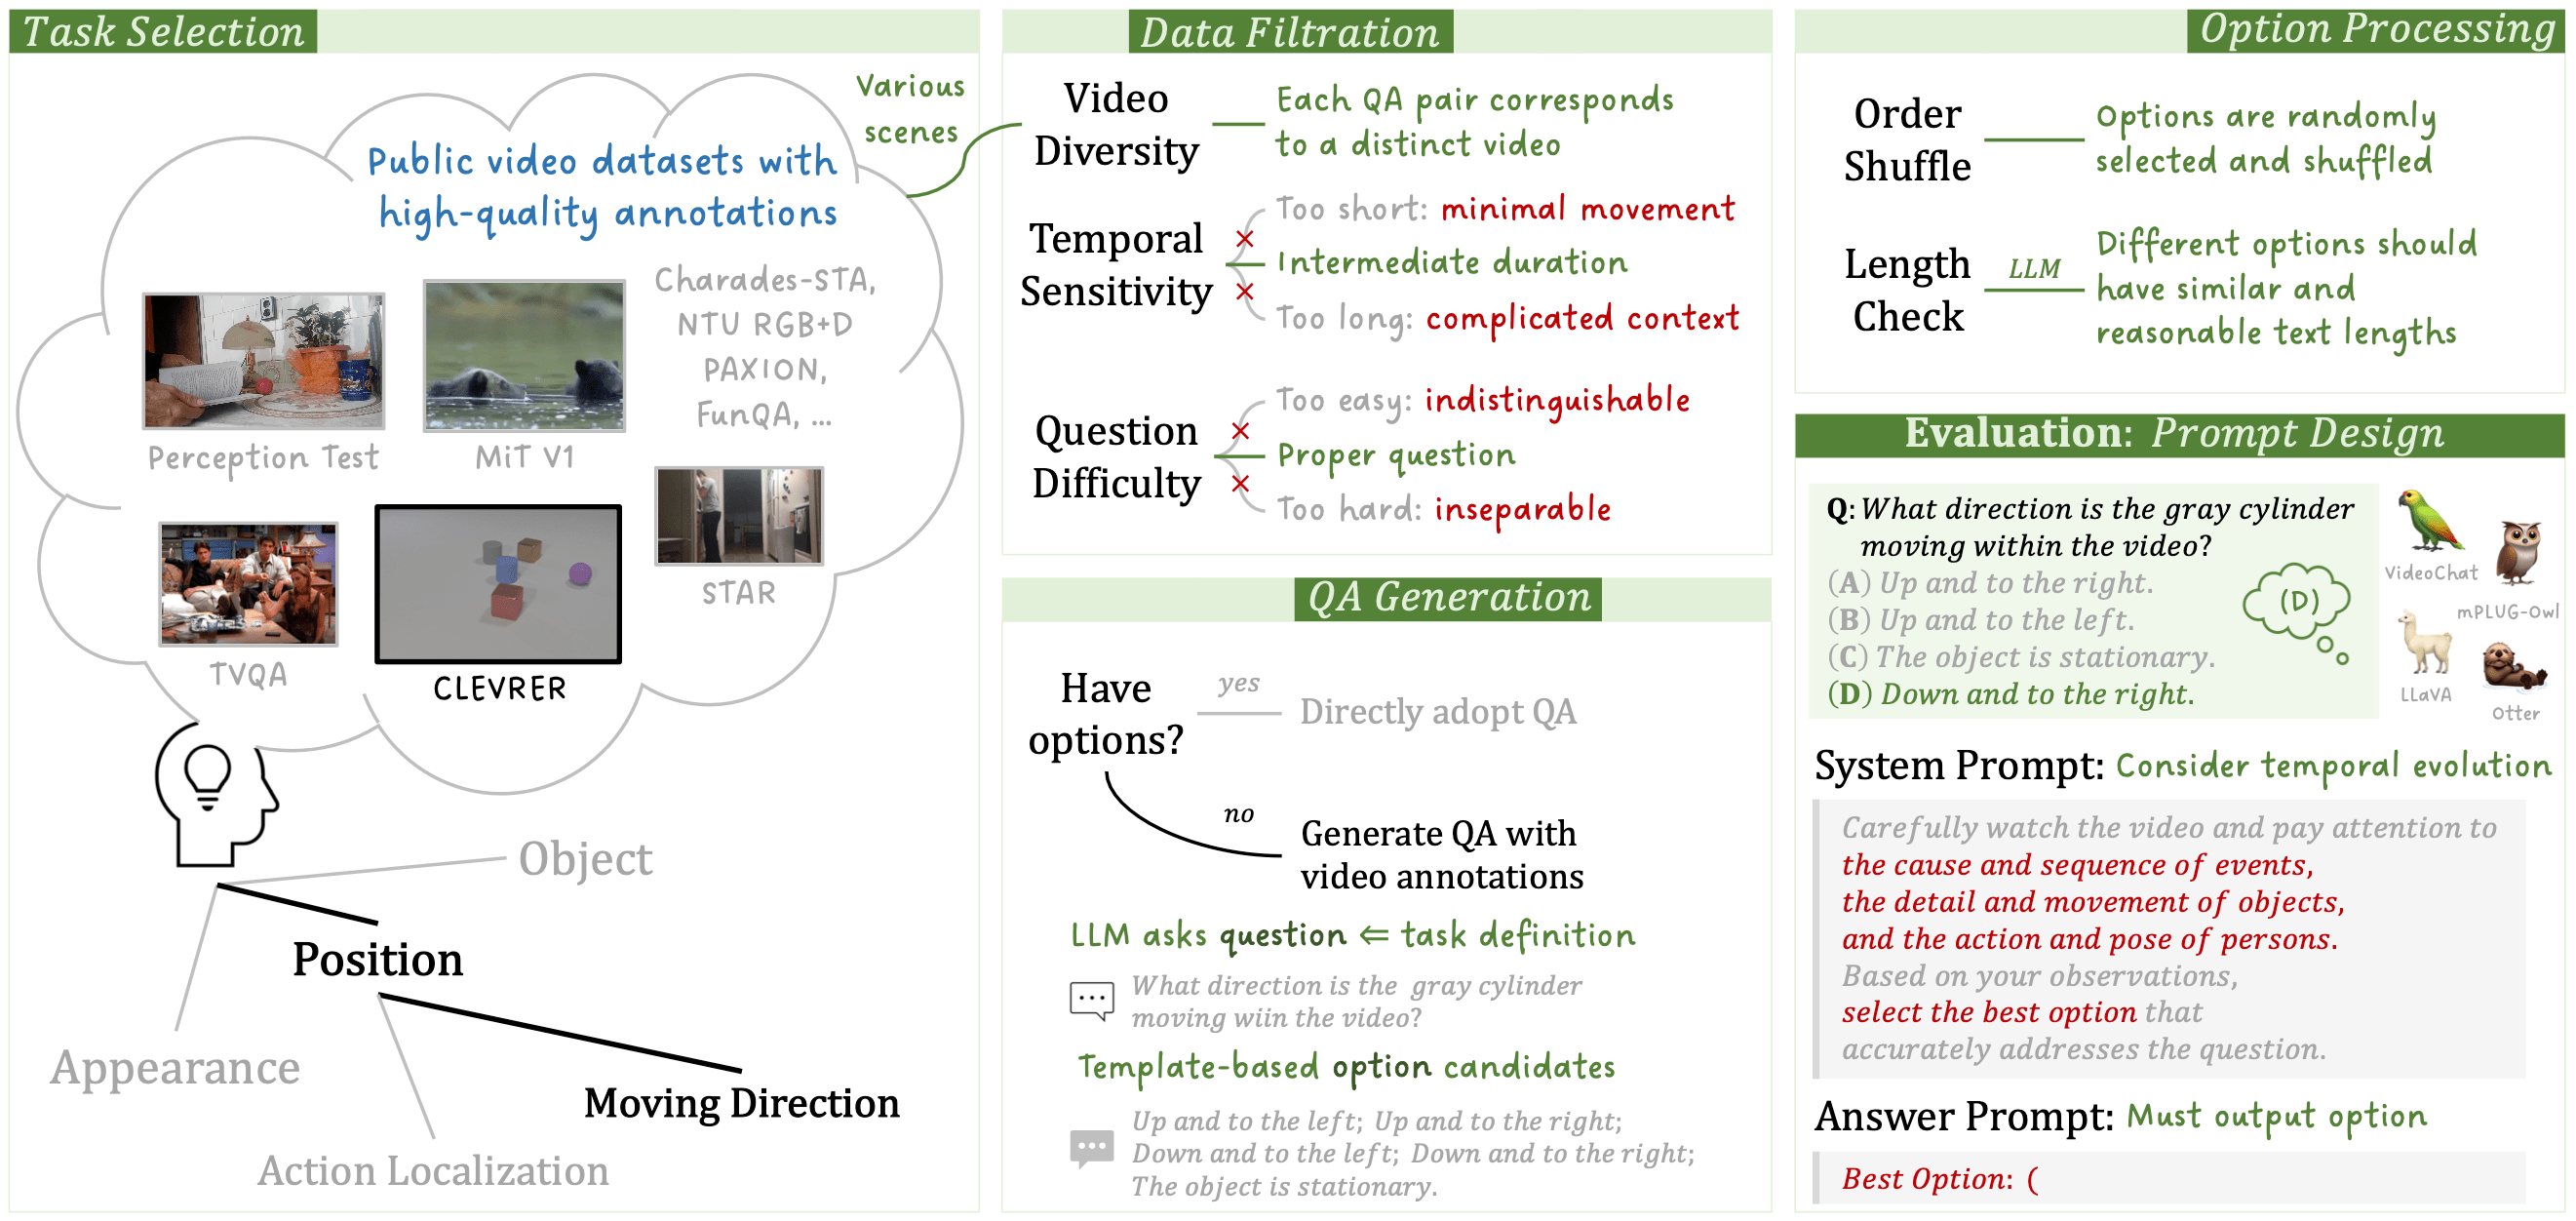 Task Selection
Various
scenes
Public video datasets with
high-quality annotations
Charades-STA,
NTU RGB+D
PAXION,
FunQA, ...
Perception Test
MiT V1
STAR
TVQA
CLEVRER
Object
Position
Appearance
Moving Direction
Action Localization
Data Filtration
Video
Diversity
Each QA pair corresponds
to a distinct video
Temporal
Sensitivity
Too short: minimal movement
Intermediate duration
Too long: complicated context
Question
Difficulty
Too easy: indistinguishable
Proper question
Too hard: inseparable
QA Generation
Have
options?
yes
Directly adopt QA
no
Generate QA with
video annotations
LLM asks question ⇐ task definition
What direction is the gray cylinder
moving wiin the video?
Template-based option candidates
Up and to the left; Up and to the right;
Down and to the left; Down and to the right;
The object is stationary.
Option Processing
Order
Shuffle
Options are randomly
selected and shuffled
Length
Check
LLM
Different options should
have similar and
reasonable text lengths
Evaluation: Prompt Design
Q: What direction is the gray cylinder
moving within the video?
(A) Up and to the right.
(B) Up and to the left.
(C) The object is stationary.
(D) Down and to the right.
(D)
VideoChat
mPLUG-Owl
LLaVA
Otter
System Prompt: Consider temporal evolution
Carefully watch the video and pay attention to
the cause and sequence of events,
the detail and movement of objects,
and the action and pose of persons.
Based on your observations,
select the best option that
accurately addresses the question.
Answer Prompt: Must output option
Best Option: (